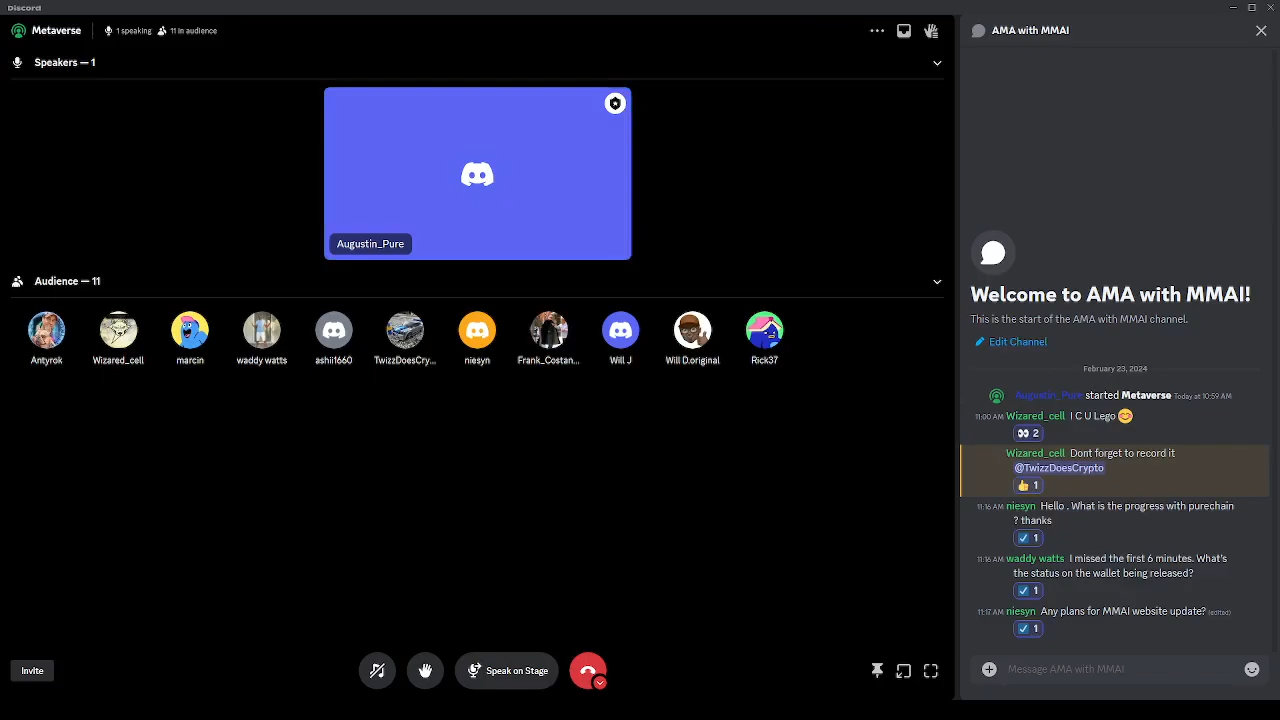 Discord
Metaverse
1 speaking
11 in audience
AMA with MMAI
Speakers — 1
Augustin_Pure
Audience — 11
Antyrok
Wizared_cell
marcin
waddy watts
ashii1660
TwizzDoesCry...
niesyn
Frank_Costan...
Will J
Will D.original
Rick37
Invite
Speak on Stage
Welcome to AMA with MMAI!
This is the start of the AMA with MMAI channel.
Edit Channel
February 23, 2024
Augustin_Pure started Metaverse Today at 10:59 AM
11:00 AM Wizared_cell I C U Lego 😊
👀 2
Wizared_cell Dont forget to record it
@TwizzDoesCrypto
👍 1
11:16 AM niesyn Hello . What is the progress with purechain
? thanks
☑️ 1
11:16 AM waddy watts I missed the first 6 minutes. What's
the status on the wallet being released?
☑️ 1
11:17 AM niesyn Any plans for MMAI website update? (edited)
☑️ 1
Message AMA with MMAI